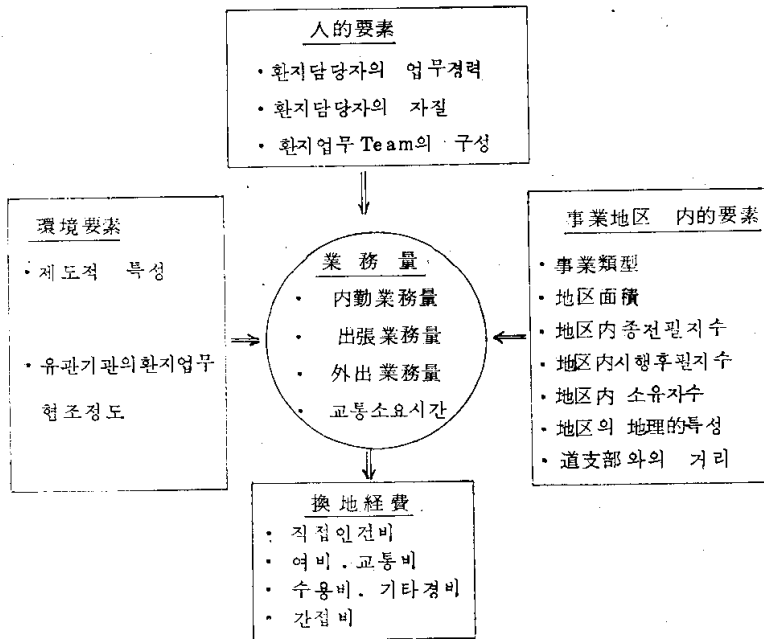 人的要素
· 환지담당자의 업무경력
· 환지담당자의 자질
· 환지업무 Team의 구성
環境要素
· 제도적 특성
· 유관기관의환지업무
협조정도
業務量
· 内勤業務量
· 出張業務量
· 外出業務量
· 교통소요시간
事業地区 内的要素
· 事業類型
· 地区面積
· 地区内종전필지수
· 地区内시행후필지수
· 地区内 소유자수
· 地区의 地理的특성
· 道支部와의 거리
換地経費
· 직접인건비
· 여비.교통비
· 수용비. 기타경비
· 간접비